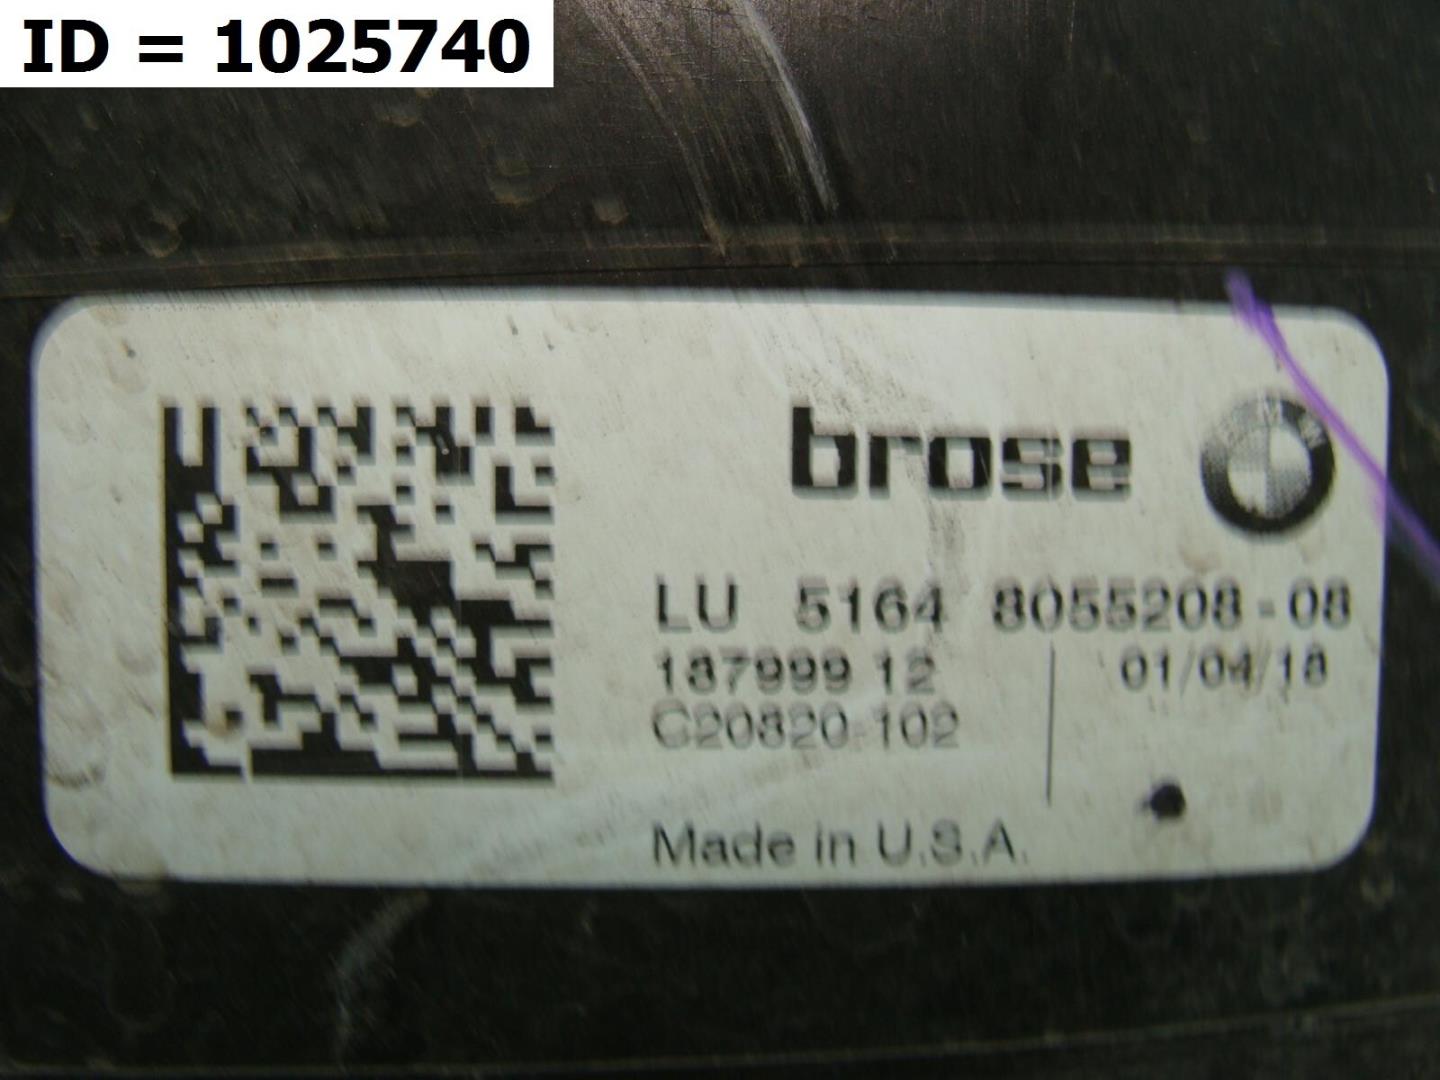 ID = 1025740
brose
LU 5164 8055208-08
187999 12 01/04/18
C20820-102
Made in U.S.A.